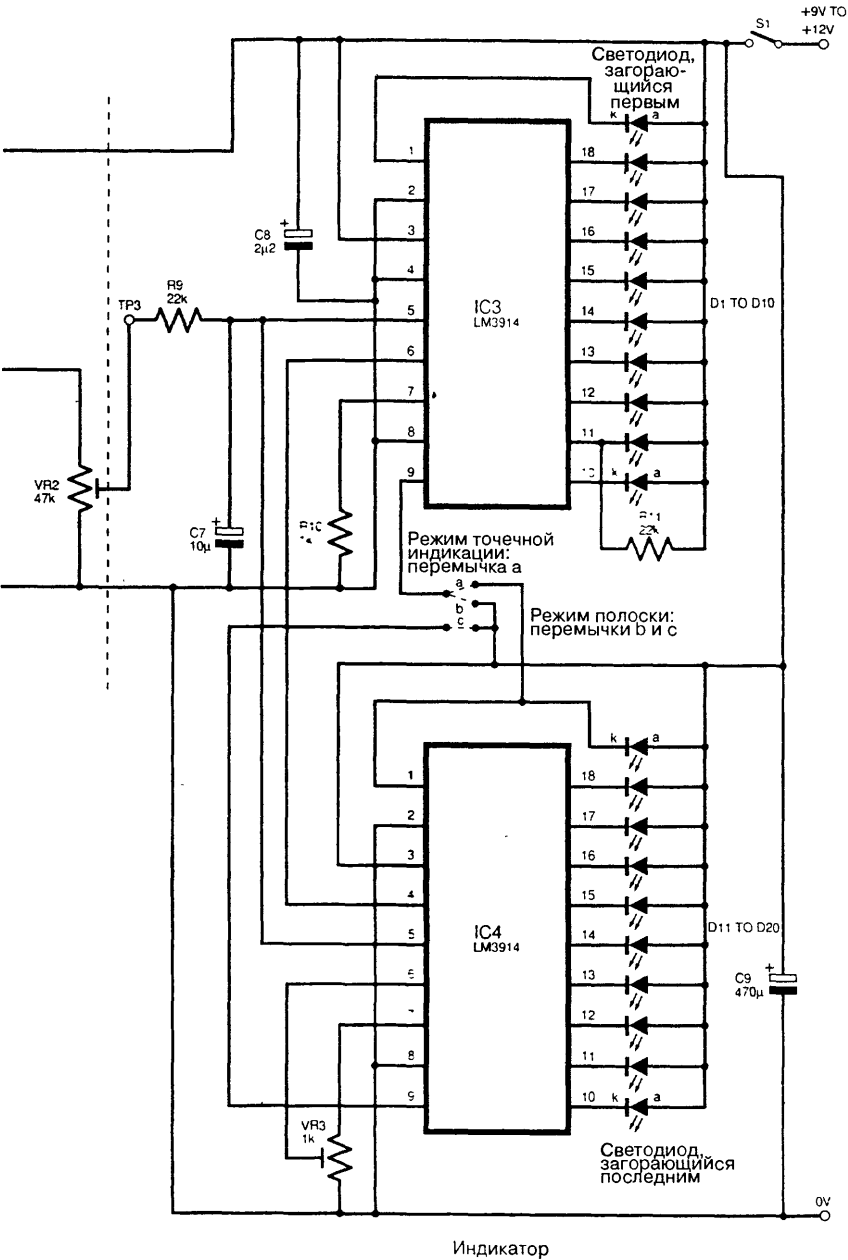 +9V TO
+12V
S1
Светодиод,
загораю-
щийся
первым
k a
1
2
3
4
5
6
7
8
9
18
17
16
15
14
13
12
11
k a
IC3
LM3914
D1 TO D10
C8
2µ2
+
R9
22k
TP3
VR2
47k
C7
10µ
+
22k
Режим точечной
индикации:
перемычка a
a
b
c
Режим полоски:
перемычки b и c
k a
1
2
3
4
8
9
18
17
16
15
14
13
12
11
10 k a
IC4
LM3914
D11 TO D20
C9
470µ
+
VR3
1k
Светодиод,
загорающийся
последним
0V
Индикатор